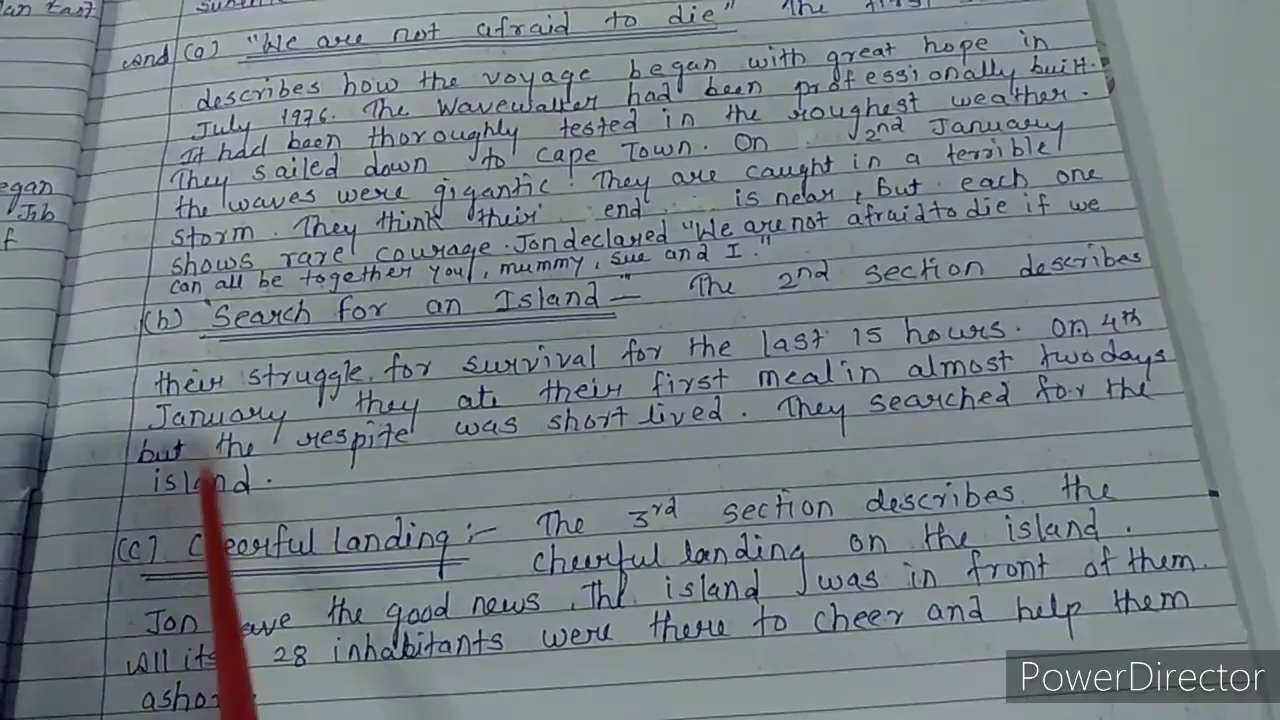 an East
egan
Job
f
and (a) "We are not afraid to die" The first
describes how the voyage began with great hope in
July 1976. The Wavewalker had been professionally built.
It had been thoroughly tested in the roughest weather.
They sailed down to Cape Town. On 2nd January
the waves were gigantic. They are caught in a terrible
storm. They think their end is near, but each one
shows rare courage. Jon declared "We are not afraid to die if we
can all be together you, mummy, sue and I."
(b) "Search for an Island" – The 2nd section describes
their struggle for survival for the last 15 hours. On 4th
January they ate their first meal in almost two days
but the respite was short lived. They searched for the
island.
(c) Cheerful landing :- The 3rd section describes the
cheerful landing on the island.
Jon gave the good news. The island was in front of them.
All its 28 inhabitants were there to cheer and help them
ashore.
PowerDirector